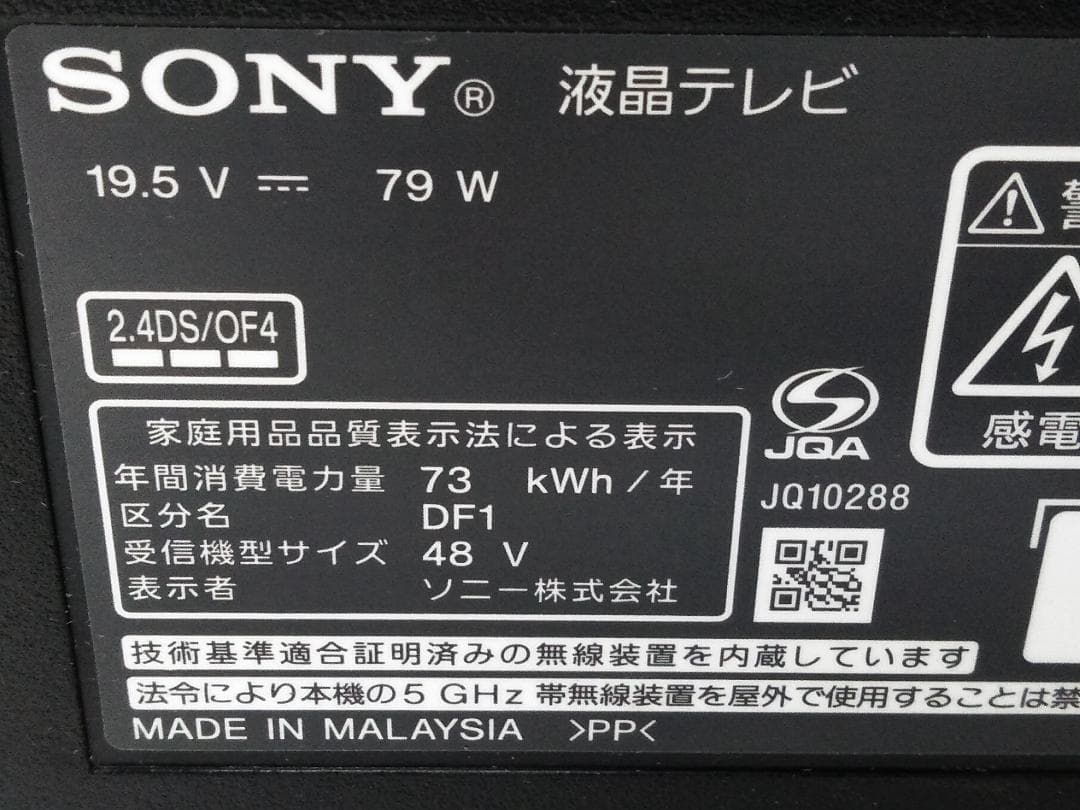 SONY® 液晶テレビ
19.5 V ⎓ 79 W
2.4DS/OF4
家庭用品品質表示法による表示
年間消費電力量 73 kWh / 年
区分名 DF1
受信機型サイズ 48 V
表示者 ソニー株式会社
JQA
JQ10288
警
感電
技術基準適合証明済みの無線装置を内蔵しています
法令により本機の5 GHz 帯無線装置を屋外で使用することは禁
MADE IN MALAYSIA >PP<